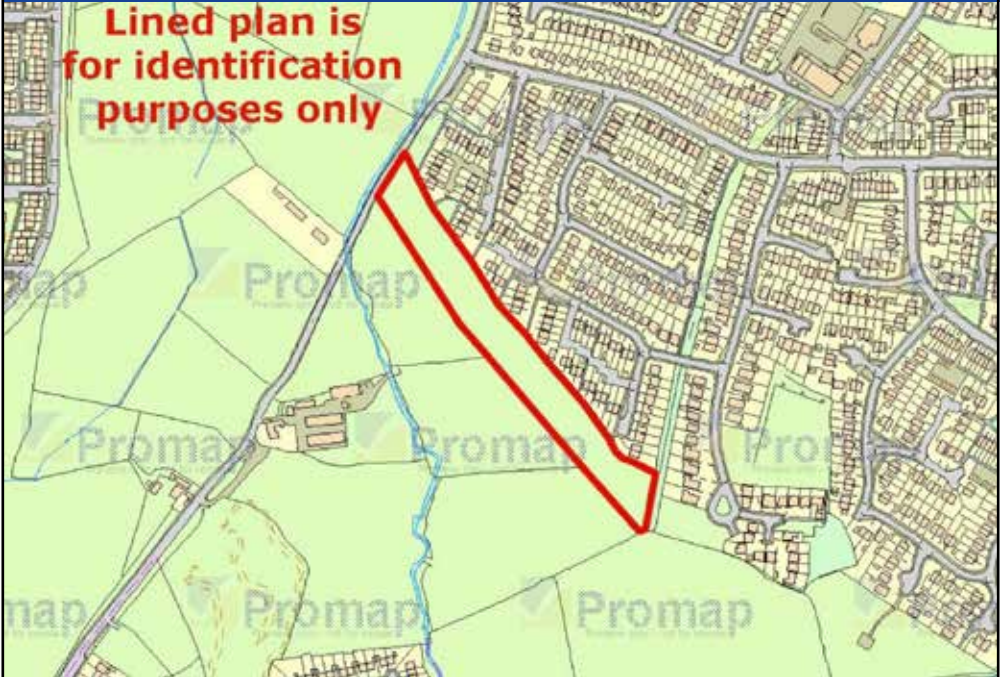 Lined plan is
for identification
purposes only
Promap
Promap
Promap
Promap
Promap
Promap
Promap